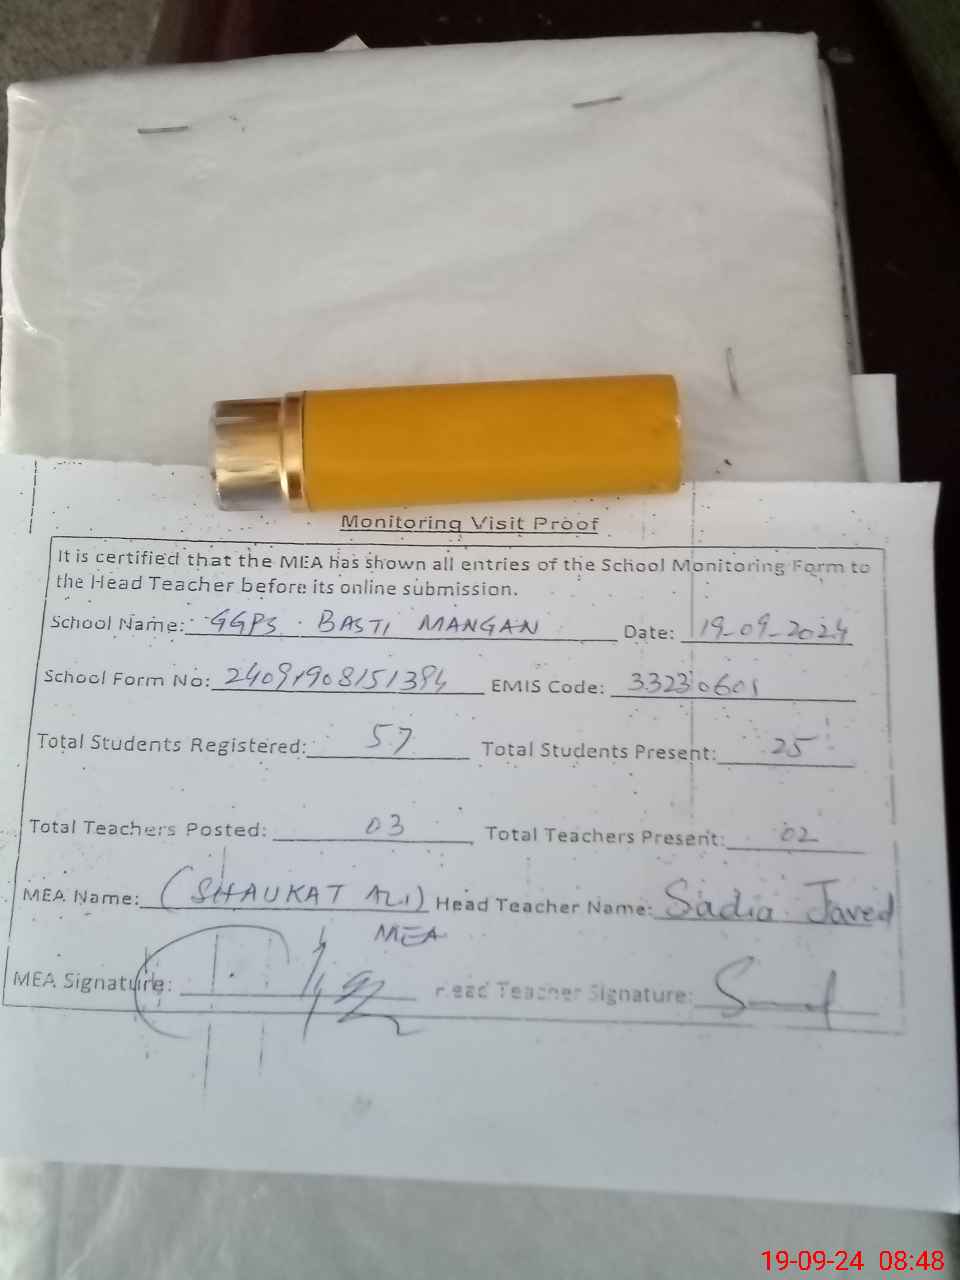 Monitoring Visit Proof
It is certified that the MEA has shown all entries of the School Monitoring Form to
the Head Teacher before its online submission.
School Name: GGPS. BASTI MANGAN Date: 19-09-2024
School Form No: 24091908151394 EMIS Code: 33230601
Total Students Registered: 57 Total Students Present: 25
Total Teachers Posted: 03 Total Teachers Present: 02
MEA Name: (SHAUKAT ALI) Head Teacher Name: Sadia Javed
MEA
MEA Signature: Head Teacher Signature:
19-09-24 08:48